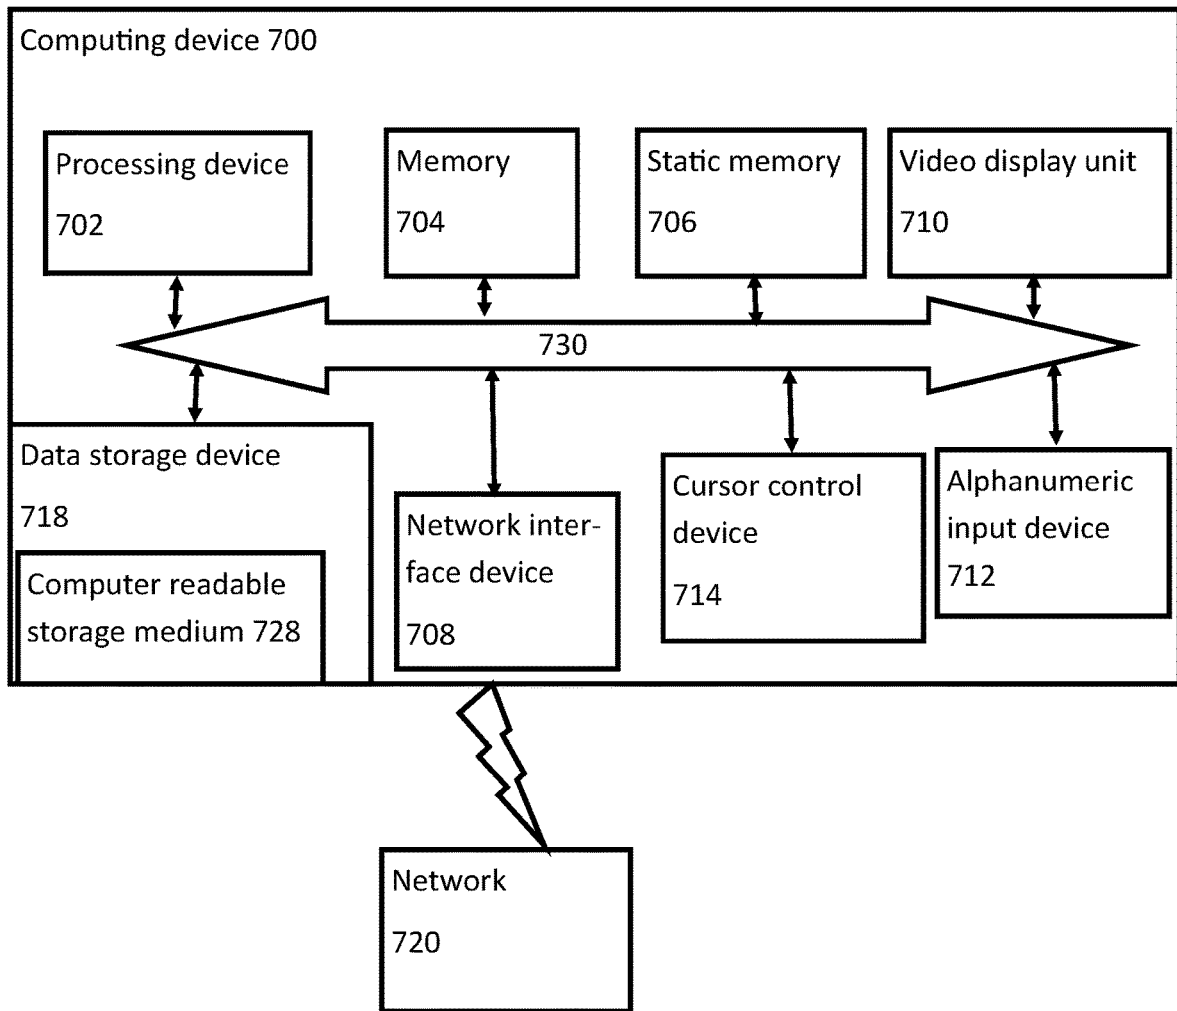 Computing device 700
Processing device
702
Memory
704
Static memory
706
Video display unit
710
730
Data storage device
718
Computer readable
storage medium 728
Network inter-
face device
708
Cursor control
device
714
Alphanumeric
input device
712
Network
720